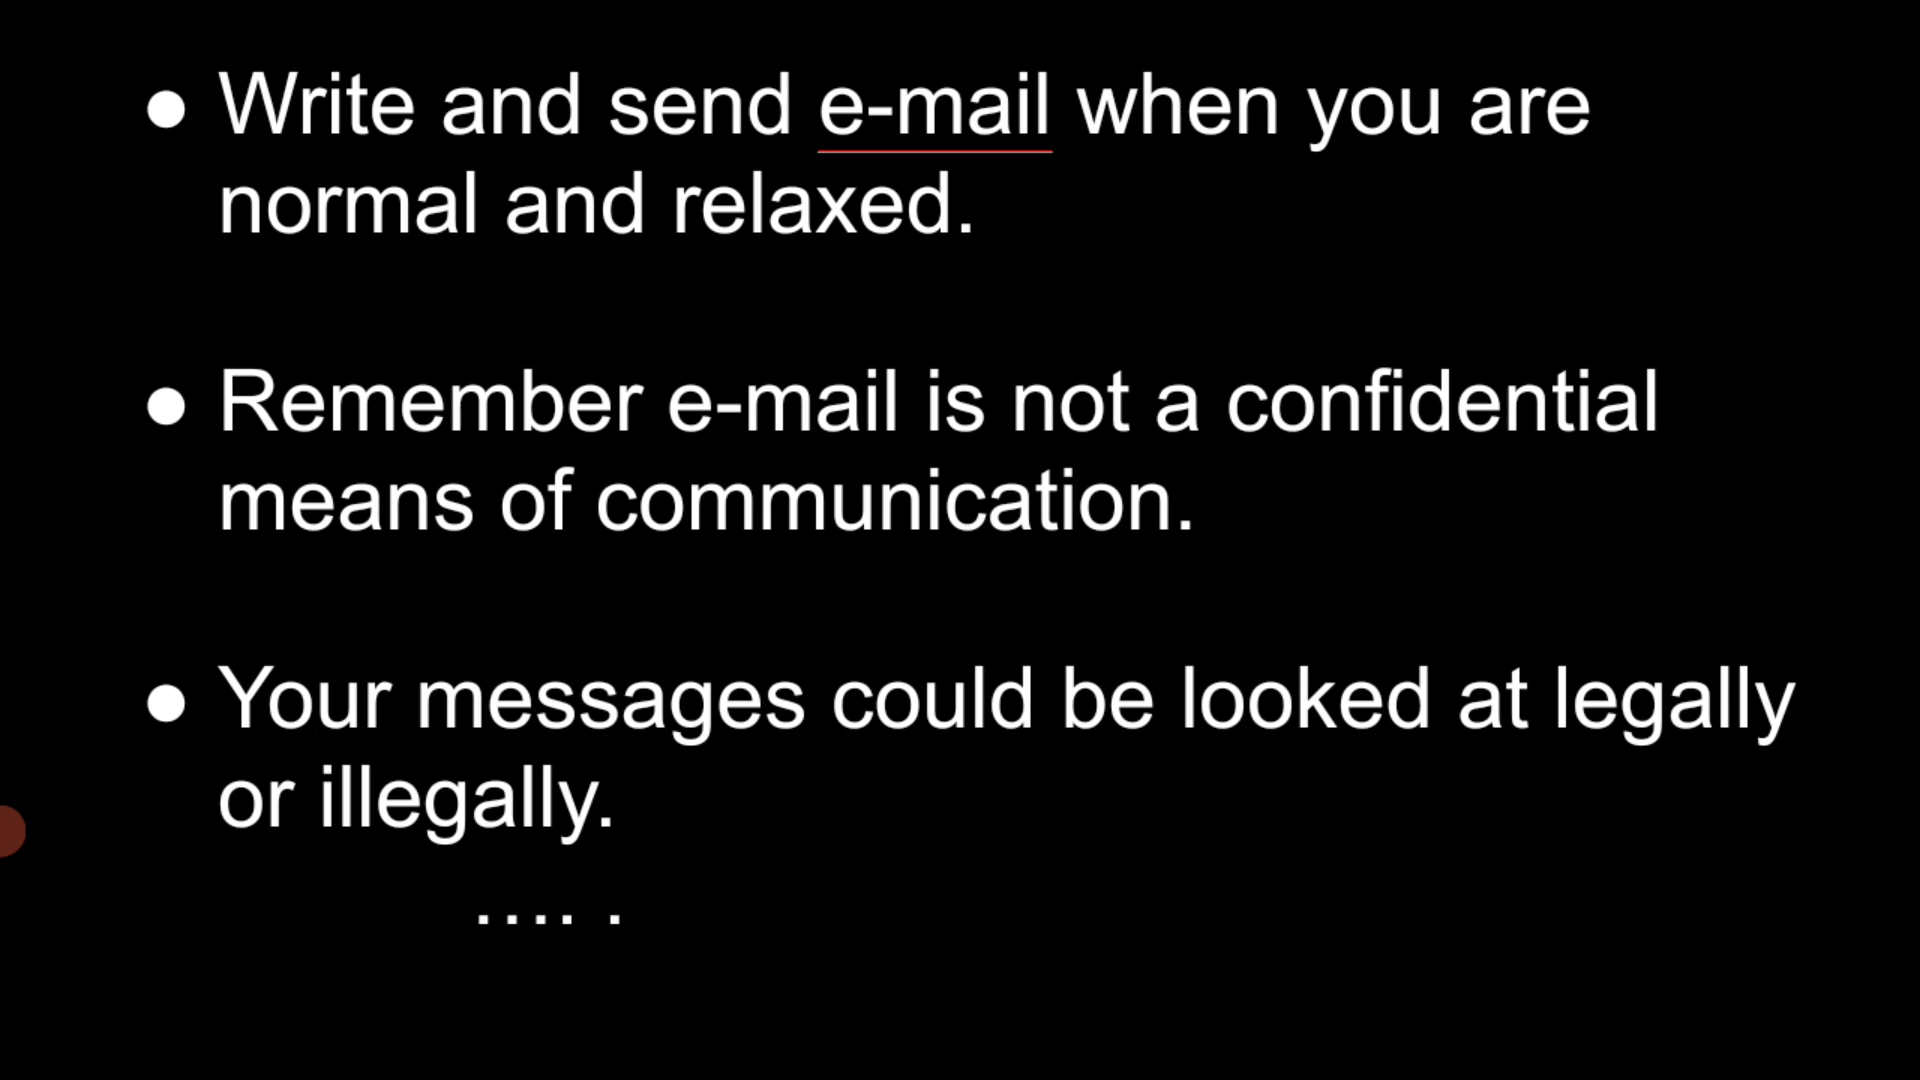 ● Write and send e-mail when you are
normal and relaxed.
● Remember e-mail is not a confidential
means of communication.
● Your messages could be looked at legally
or illegally.
.... .